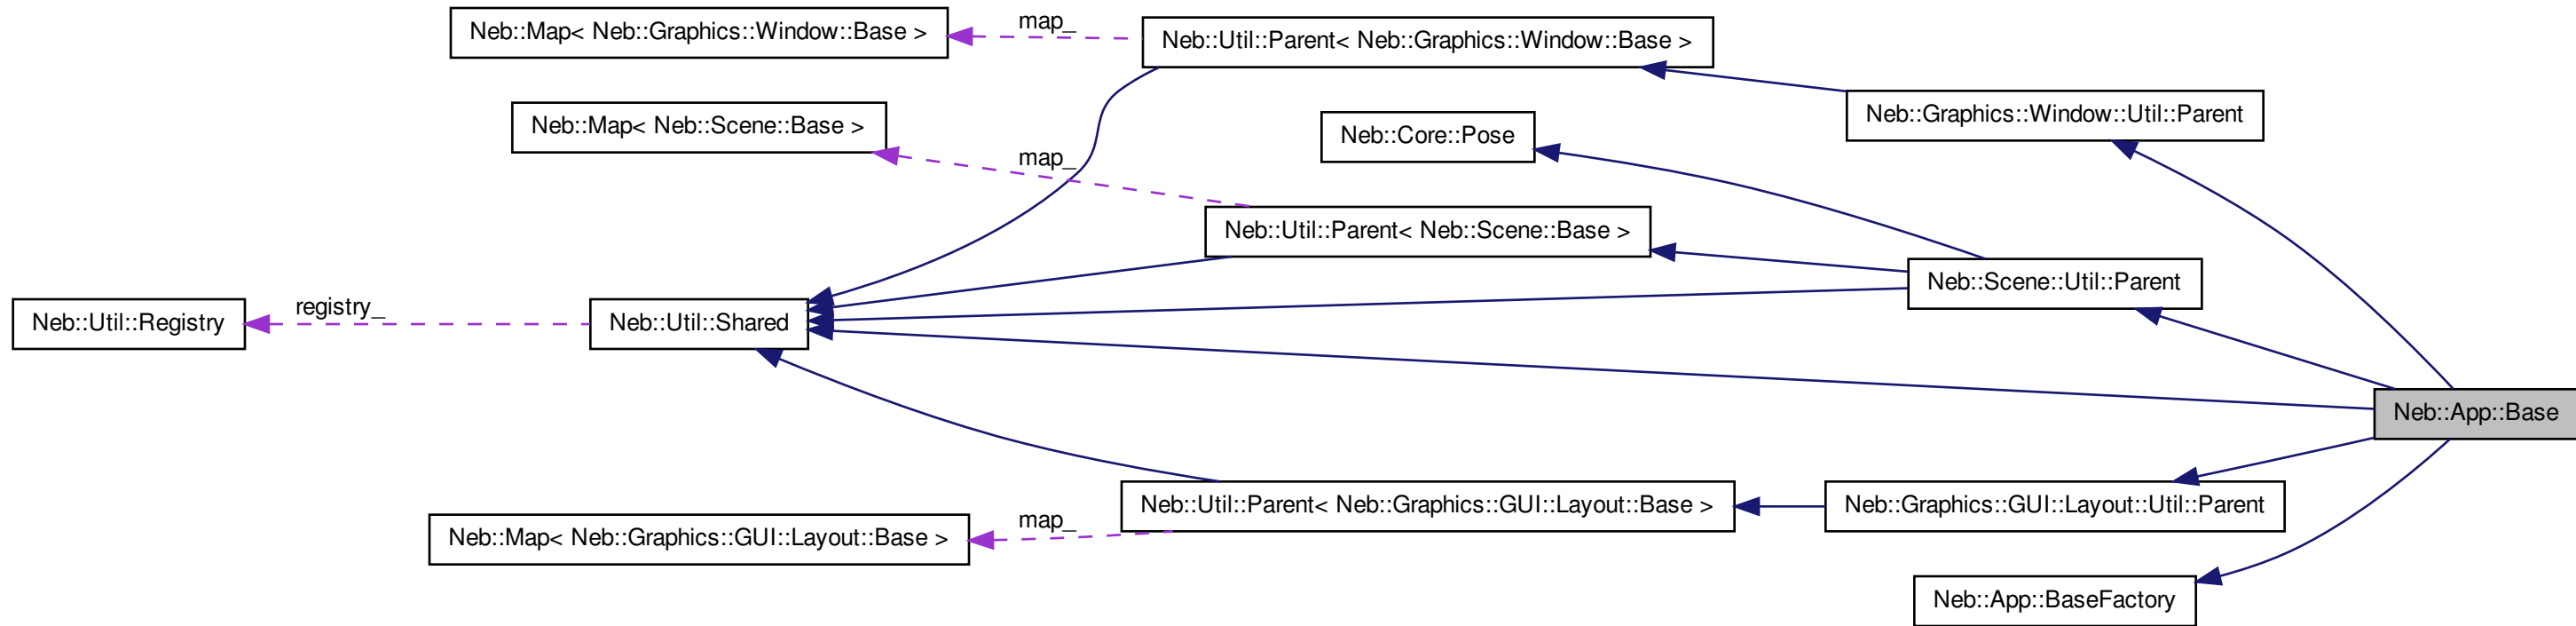 Neb::Map< Neb::Graphics::Window::Base >
map_
Neb::Util::Parent< Neb::Graphics::Window::Base >
Neb::Graphics::Window::Util::Parent
Neb::Map< Neb::Scene::Base >
map_
Neb::Core::Pose
Neb::Util::Parent< Neb::Scene::Base >
Neb::Scene::Util::Parent
Neb::Util::Registry
registry_
Neb::Util::Shared
Neb::App::Base
Neb::Util::Parent< Neb::Graphics::GUI::Layout::Base >
Neb::Graphics::GUI::Layout::Util::Parent
Neb::Map< Neb::Graphics::GUI::Layout::Base >
map_
Neb::App::BaseFactory